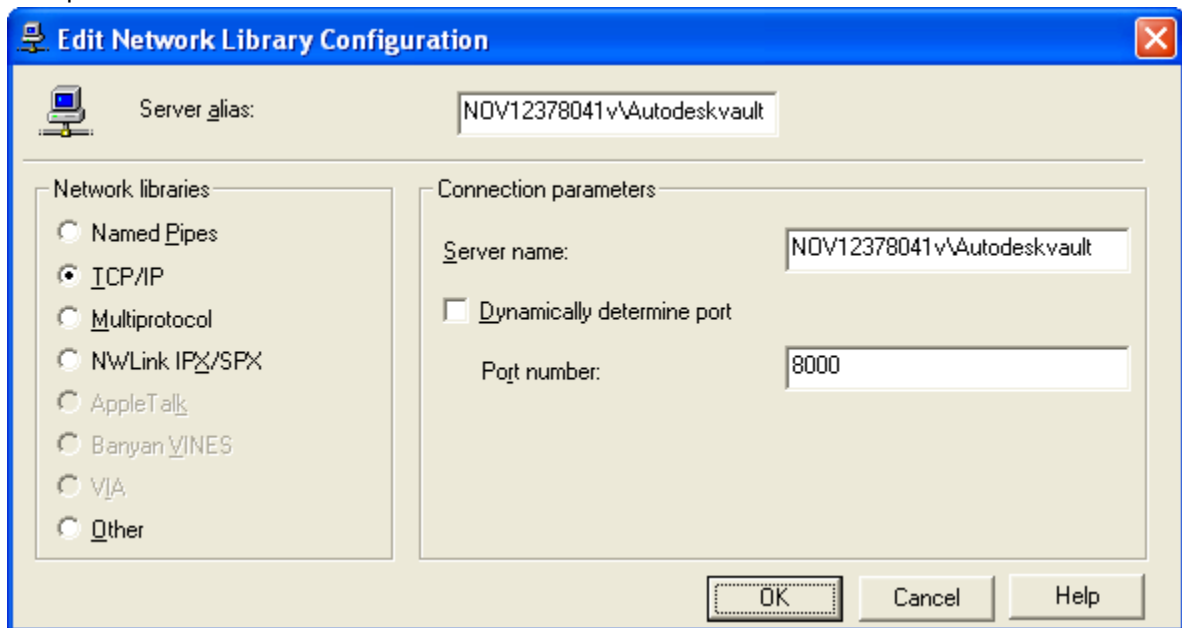 Edit Network Library Configuration
Server alias: NOV12378041v\Autodeskvault
Network libraries
Named Pipes
TCP/IP
Multiprotocol
NWLink IPX/SPX
AppleTalk
Banyan VINES
VIA
Other
Connection parameters
Server name: NOV12378041v\Autodeskvault
Dynamically determine port
Port number: 8000
OK Cancel Help